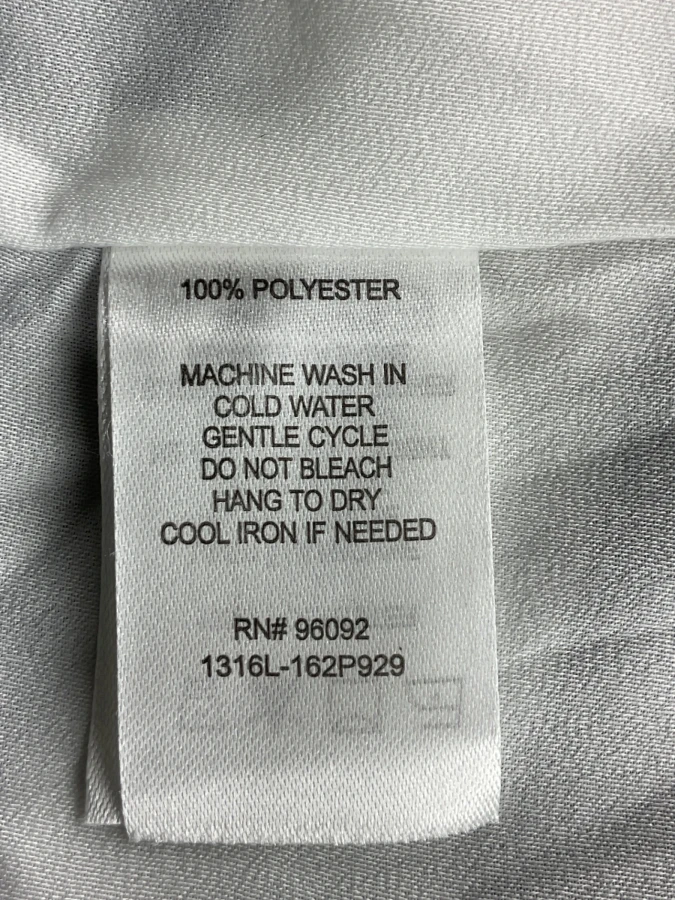 100% POLYESTER
MACHINE WASH IN
COLD WATER
GENTLE CYCLE
DO NOT BLEACH
HANG TO DRY
COOL IRON IF NEEDED
RN# 96092
1316L-162P929